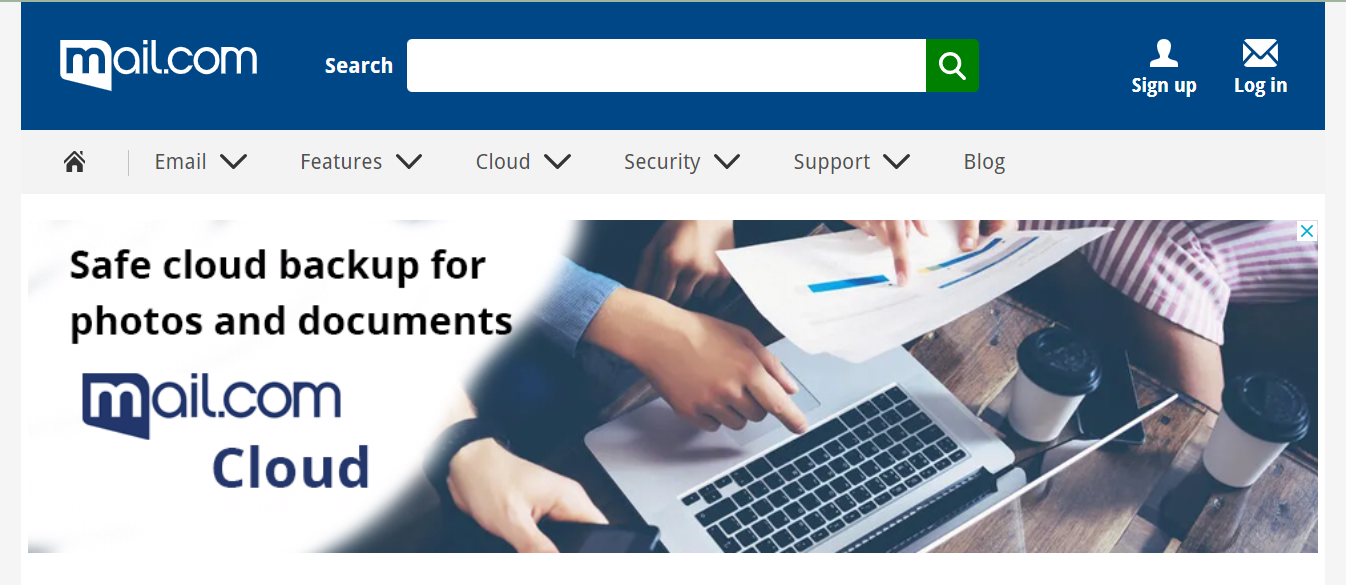 mail.com
Search
Sign up
Log in
Email
Features
Cloud
Security
Support
Blog
Safe cloud backup for
photos and documents
mail.com
Cloud